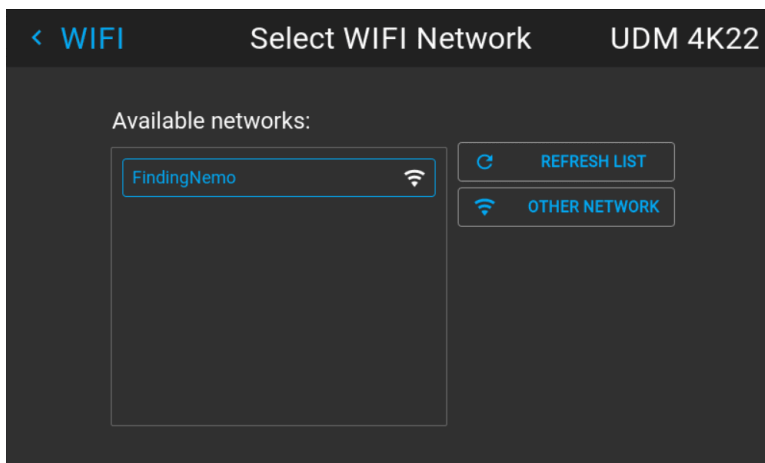 WIFI
Select WIFI Network
UDM 4K22
Available networks:
FindingNemo
REFRESH LIST
OTHER NETWORK